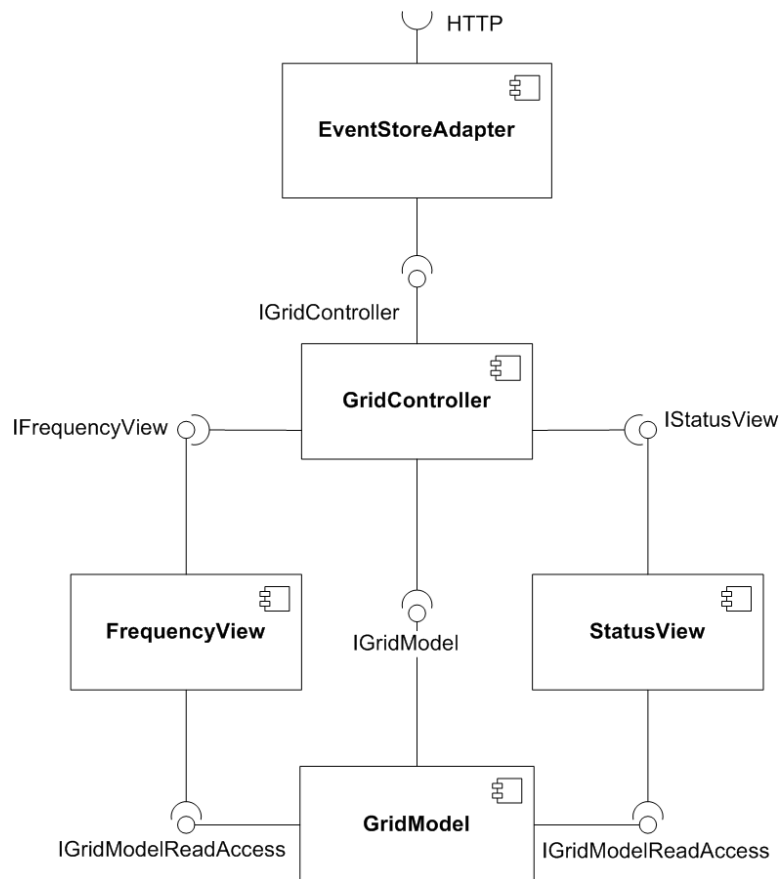 HTTP
EventStoreAdapter
IGridController
GridController
IFrequencyView
IStatusView
FrequencyView
IGridModel
StatusView
GridModel
IGridModelReadAccess
IGridModelReadAccess